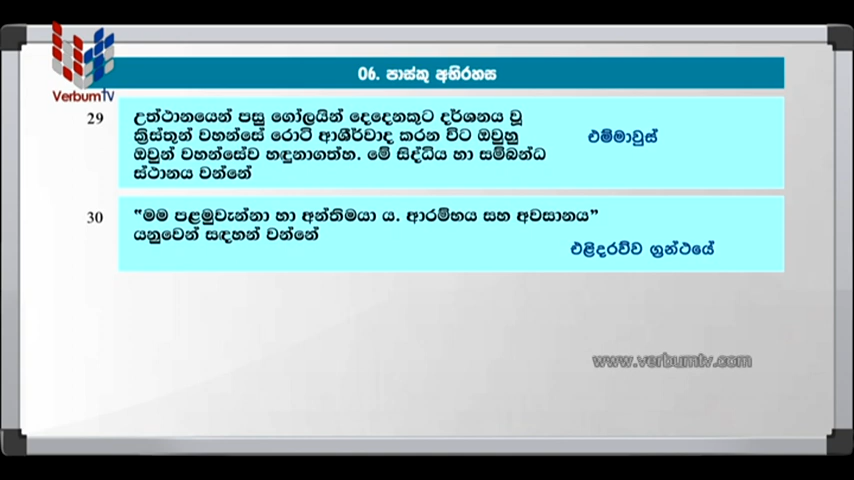 VerbumTV
06. පාස්කු අභිරහස
29
උත්ථානයෙන් පසු ගෝලයින් දෙදෙනකුට දර්ශනය වූ
ක්‍රිස්තූන් වහන්සේ රොටි ආශීර්වාද කරන විට ඔවුහු
ඔවුන් වහන්සේව හඳුනාගත්හ. මේ සිද්ධිය හා සම්බන්ධ
ස්ථානය වන්නේ
එම්මාවුස්
30
“මම පළමුවැන්නා හා අන්තිමයා ය. ආරම්භය සහ අවසානය”
යනුවෙන් සඳහන් වන්නේ
එළිදරව්ව ග්‍රන්ථයේ
www.verbumtv.com